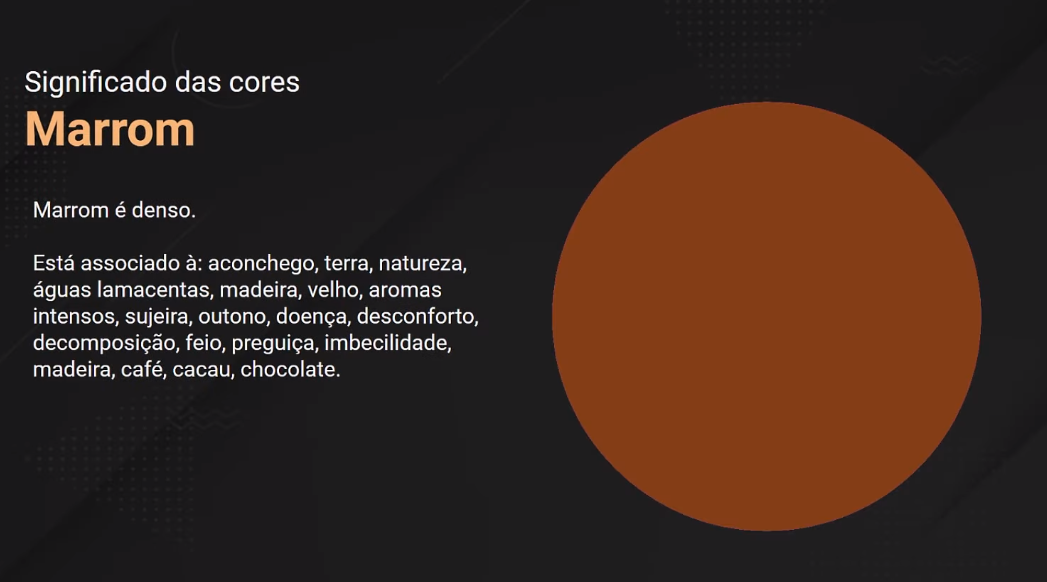 Significado das cores
Marrom
Marrom é denso.
Está associado à: aconchego, terra, natureza,
águas lamacentas, madeira, velho, aromas
intensos, sujeira, outono, doença, desconforto,
decomposição, feio, preguiça, imbecilidade,
madeira, café, cacau, chocolate.